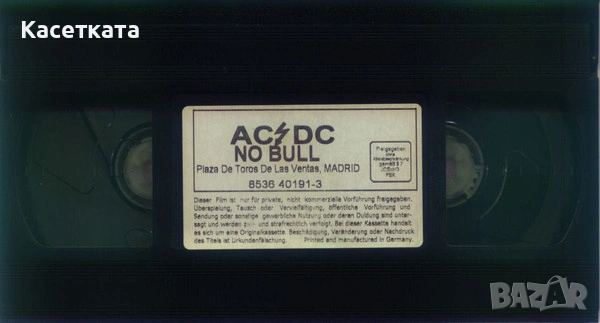 Касетката
AC⚡DC
NO BULL
Plaza De Toros De Las Ventas, MADRID
8536 40191-3
Freigegeben
ohne
Altersbeschränkung
gemäß § 7
JÖSchG
FSK
Dieser Film ist nur für private, nicht kommerzielle Vorführung freigegeben.
Überspielung, Tausch oder Vervielfältigung, öffentliche Vorführung und
Sendung oder sonstige gewerbliche Nutzung oder deren Duldung sind unter-
sagt und werden zivil- und strafrechtlich verfolgt. Bei dieser Kassette handelt
es sich um eine Originalkassette. Beschädigung, Veränderung oder Nachdruck
des Titels ist Urkundenfälschung. Printed and manufactured in Germany.
BAZAR